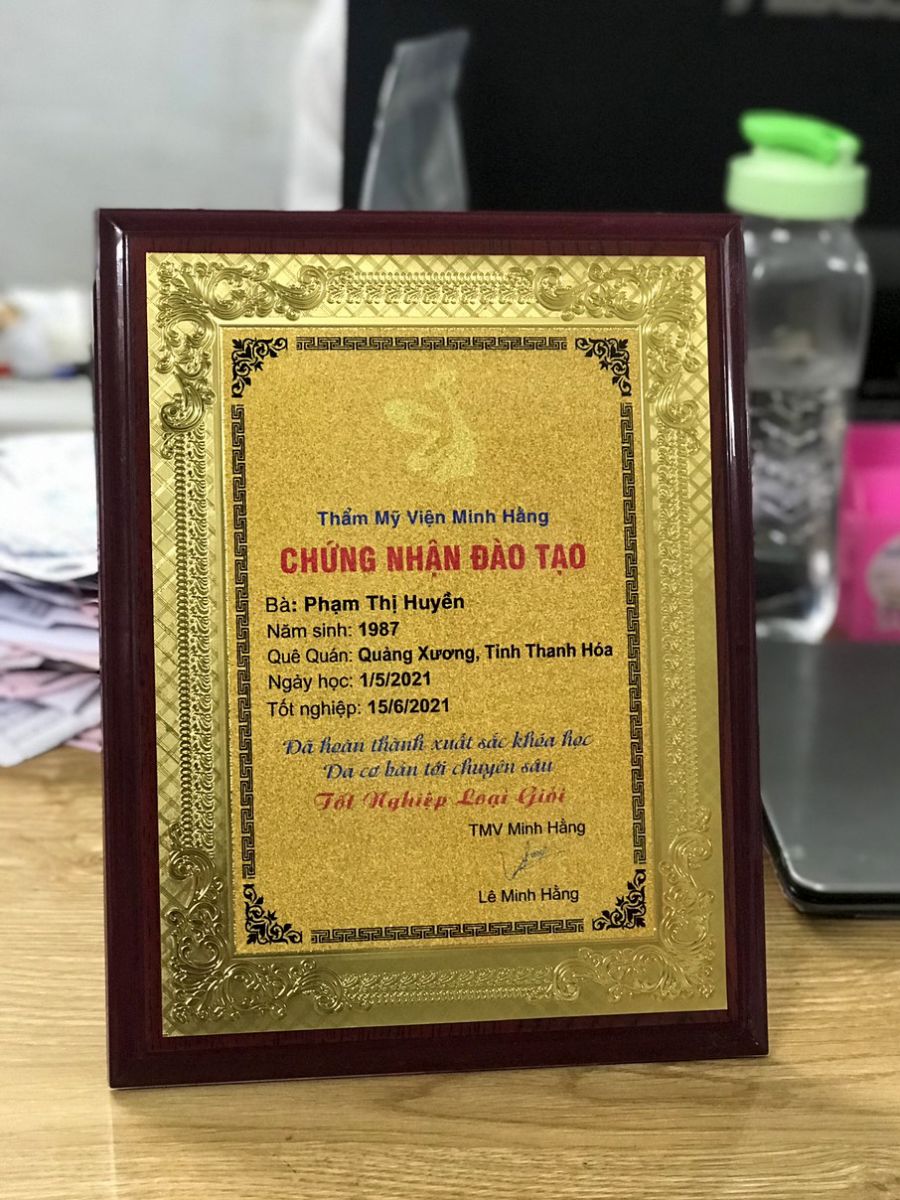 Thẩm Mỹ Viện Minh Hằng
CHỨNG NHẬN ĐÀO TẠO
Bà: Phạm Thị Huyền
Năm sinh: 1987
Quê Quán: Quảng Xương, Tỉnh Thanh Hóa
Ngày học: 1/5/2021
Tốt nghiệp: 15/6/2021
Đã hoàn thành xuất sắc khóa học
Da cơ bản tới chuyên sâu
Tốt Nghiệp Loại Giỏi
TMV Minh Hằng
Lê Minh Hằng